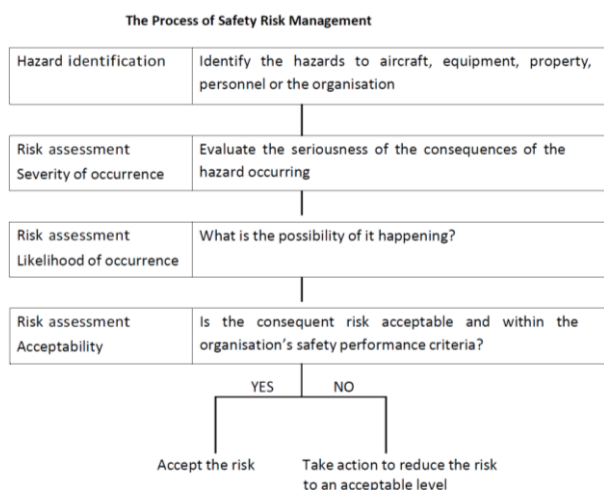 The Process of Safety Risk Management
Hazard identification
Identify the hazards to aircraft, equipment, property,
personnel or the organisation
Risk assessment
Severity of occurrence
Evaluate the seriousness of the consequences of the
hazard occurring
Risk assessment
Likelihood of occurrence
What is the possibility of it happening?
Risk assessment
Acceptability
Is the consequent risk acceptable and within the
organisation's safety performance criteria?
YES
NO
Accept the risk
Take action to reduce the risk
to an acceptable level